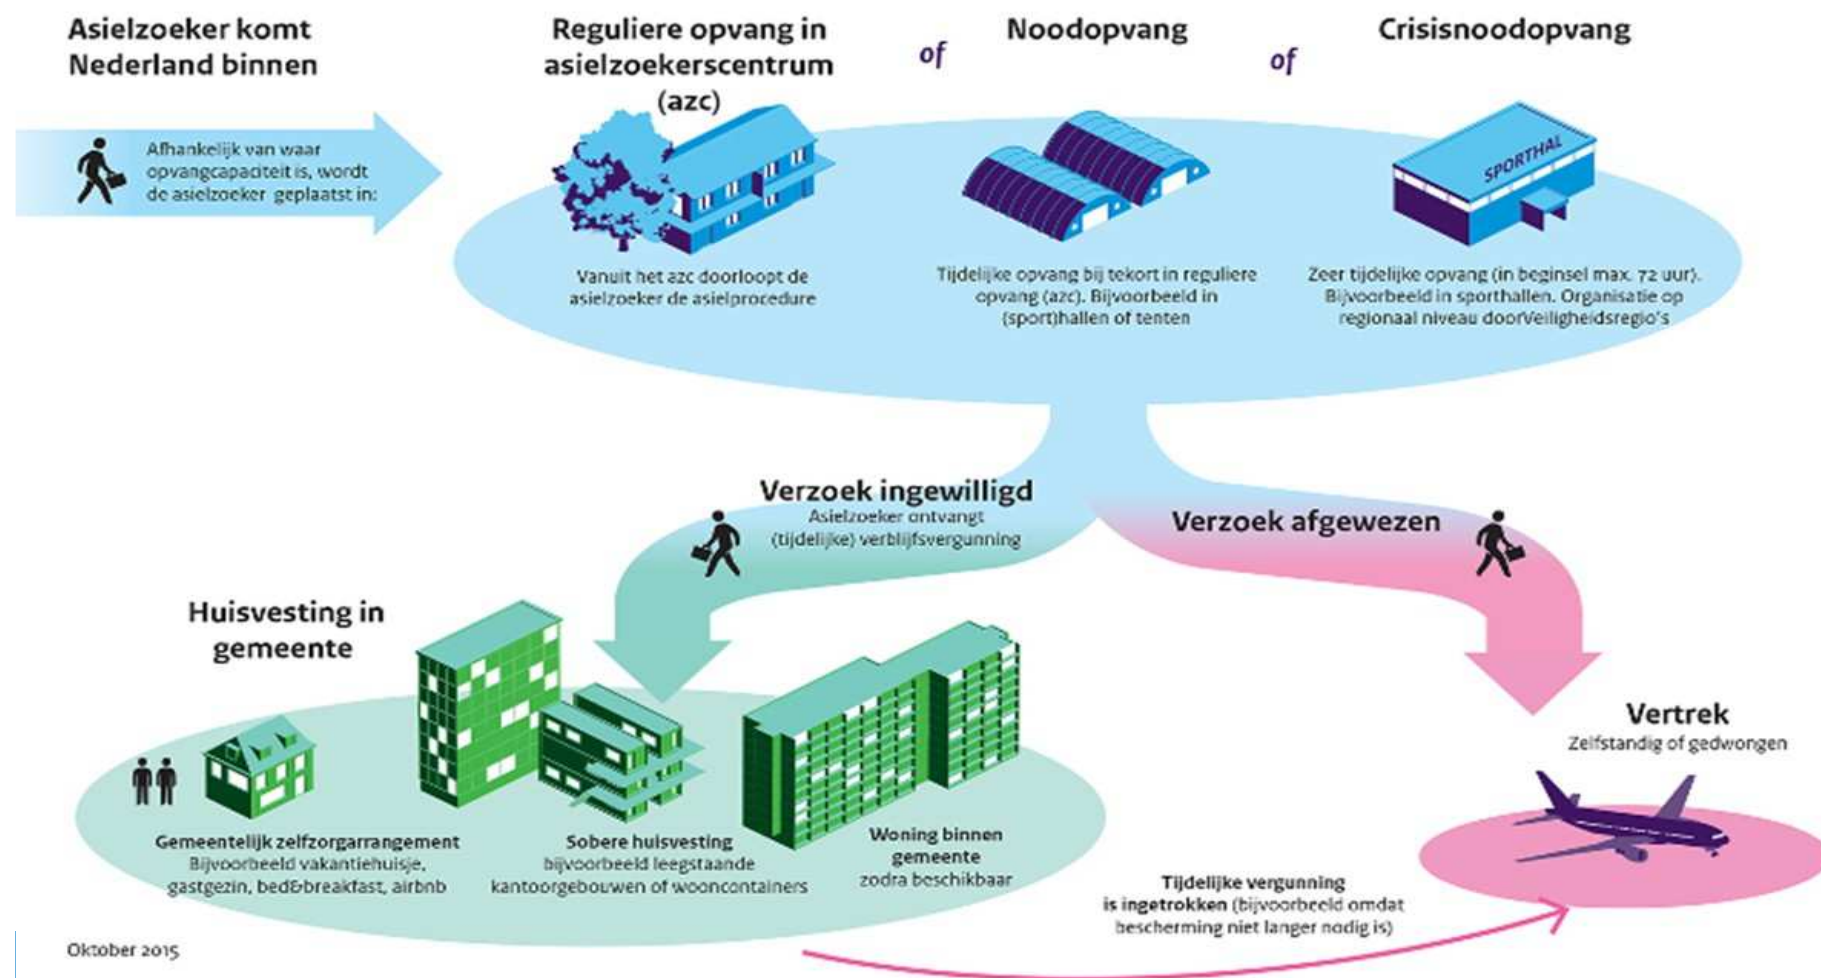 Asielzoeker komt
Nederland binnen
Afhankelijk van waar
opvangcapaciteit is, wordt
de asielzoeker geplaatst in:
Reguliere opvang in
asielzoekerscentrum
(azc)
of
Noodopvang
of
Crisisnoodopvang
SPORTHAL
Vanuit het azc doorloopt de
asielzoeker de asielprocedure
Tijdelijke opvang bij tekort in reguliere
opvang (azc). Bijvoorbeeld in
(sport)hallen of tenten
Zeer tijdelijke opvang (in beginsel max. 72 uur).
Bijvoorbeeld in sporthallen. Organisatie op
regionaal niveau doorVeiligheidsregio's
Verzoek ingewilligd
Asielzoeker ontvangt
(tijdelijke) verblijfsvergunning
Verzoek afgewezen
Huisvesting in
gemeente
Gemeentelijk zelfzorgarrangement
Bijvoorbeeld vakantiehuisje,
gastgezin, bed&breakfast, airbnb
Sobere huisvesting
bijvoorbeeld leegstaande
kantoorgebouwen of wooncontainers
Woning binnen
gemeente
zodra beschikbaar
Vertrek
Zelfstandig of gedwongen
Tijdelijke vergunning
is ingetrokken (bijvoorbeeld omdat
bescherming niet langer nodig is)
Oktober 2015